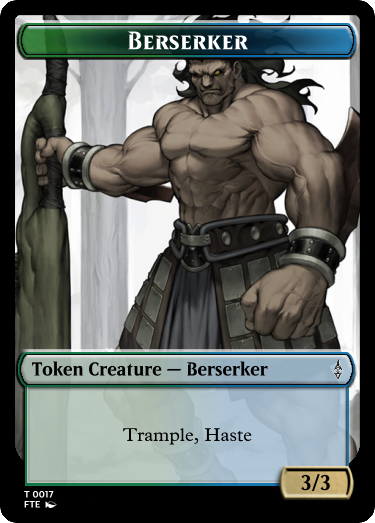 Berserker
Token Creature — Berserker
Trample, Haste
3/3
T 0017
FTE